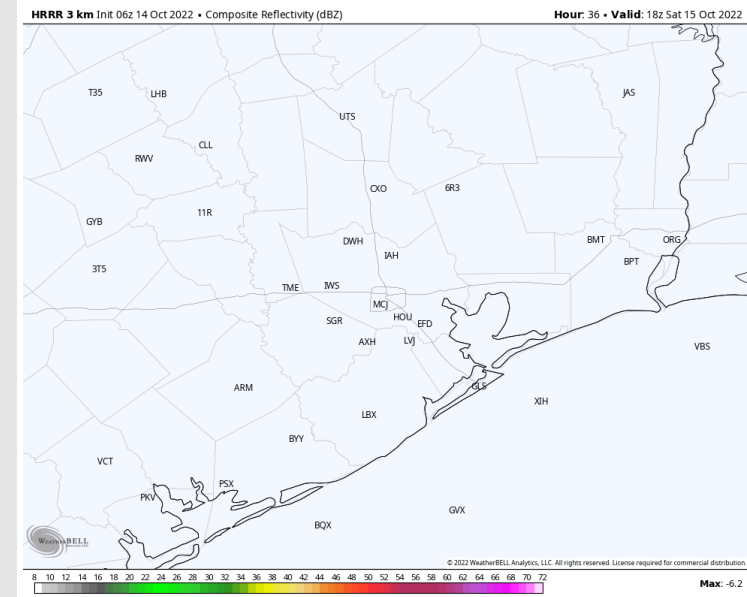 HRRR 3 km Init 06z 14 Oct 2022 • Composite Reflectivity (dBZ)
Hour: 36 • Valid: 18z Sat 15 Oct 2022
T35 LHB JAS
UTS
CLL
RWV
CXO 6R3
11R
GYB
DWH BMT ORG
IAH
3T5 BPT
TME IWS
MCJ
SGR HOU EFD
AXH LVJ VBS
ARM GLS
XIH
LBX
BYY
VCT
PSX
PKV
GVX
BQX
WEATHERBELL
© 2022 WeatherBELL Analytics, LLC. All rights reserved. License required for commercial distribution.
8 10 12 14 16 18 20 22 24 26 28 30 32 34 36 38 40 42 44 46 48 50 52 54 56 58 60 62 64 66 68 70 72
Max: -6.2